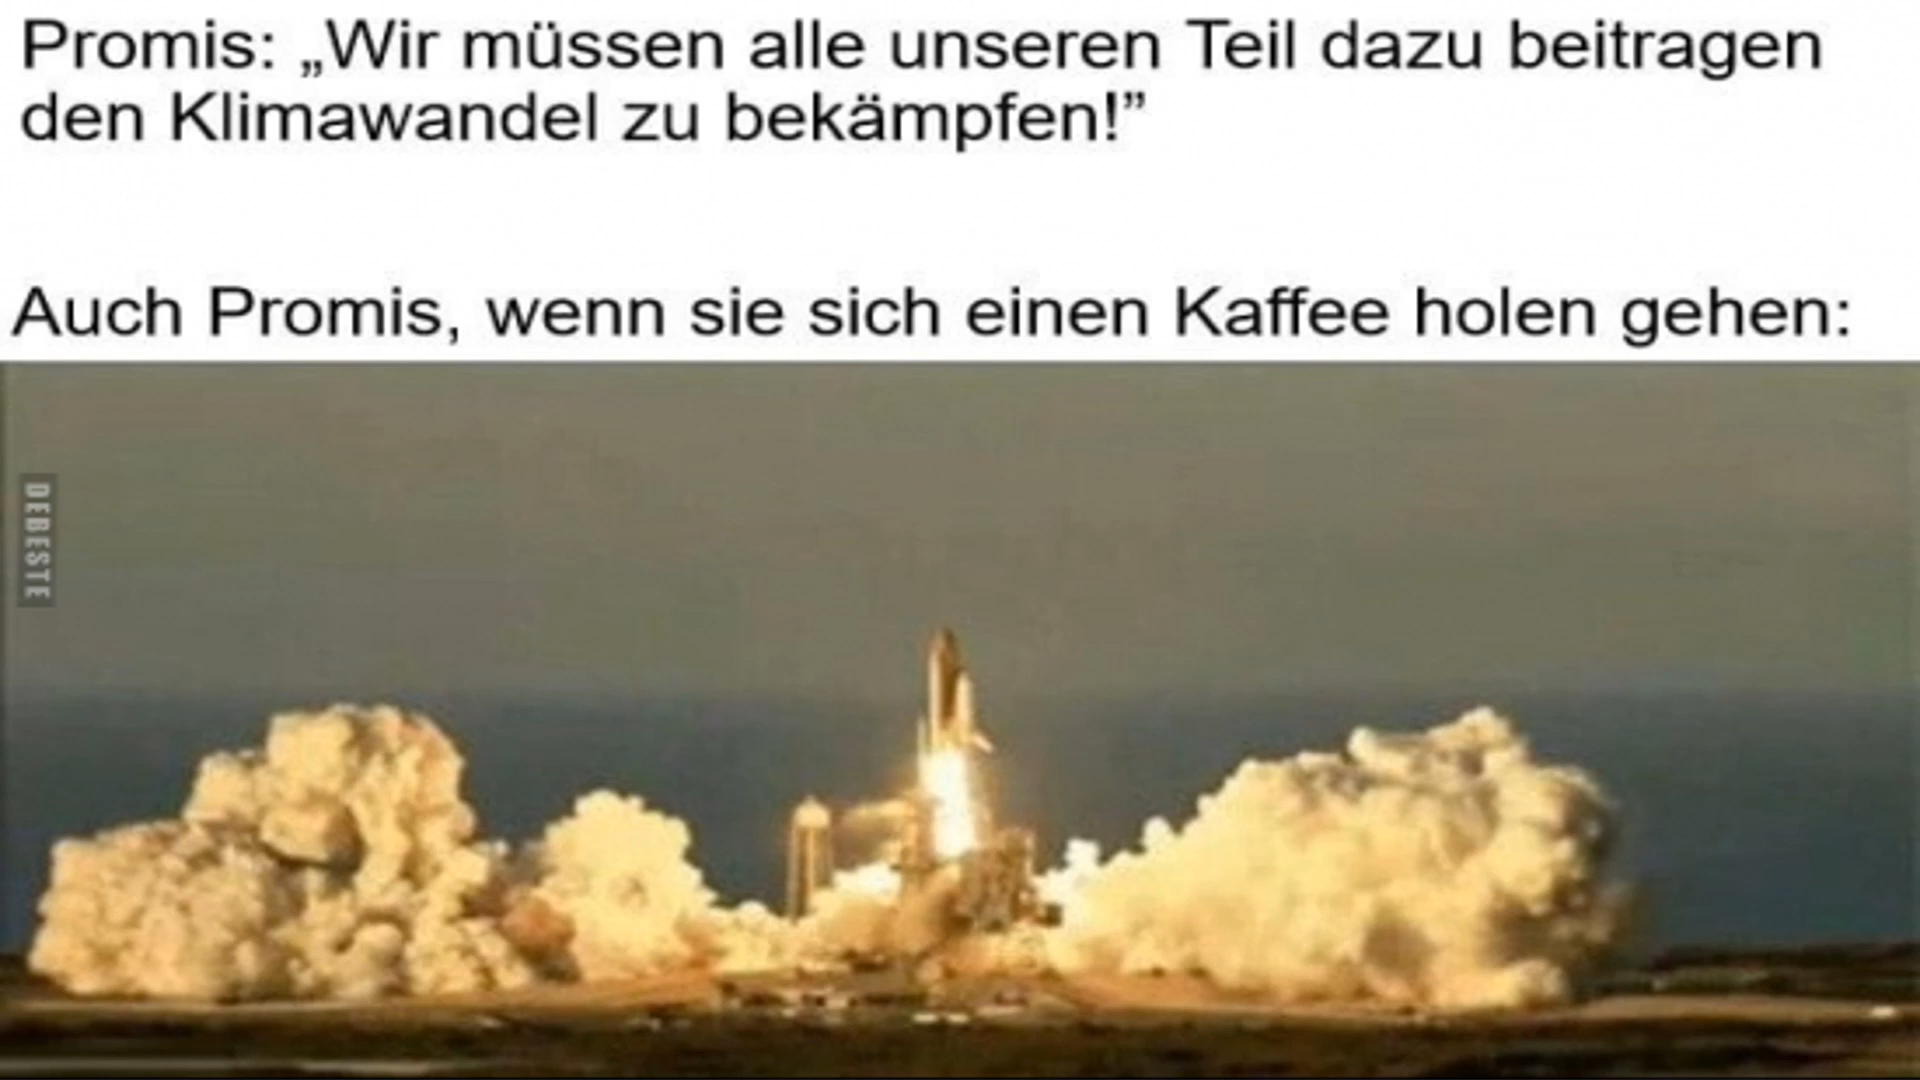 Promis: „Wir müssen alle unseren Teil dazu beitragen
den Klimawandel zu bekämpfen!”
Auch Promis, wenn sie sich einen Kaffee holen gehen:
DEBESTE